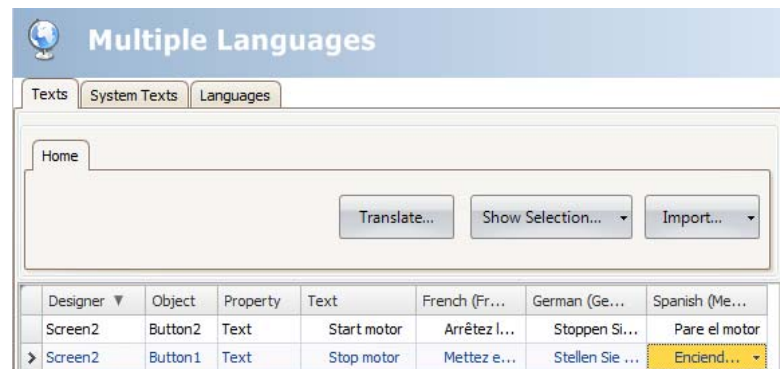 Multiple Languages
Texts System Texts Languages
Home
Translate... Show Selection... Import...
Designer Object Property Text French (Fr... German (Ge... Spanish (Me...
Screen2 Button2 Text Start motor Arrêtez l... Stoppen Si... Pare el motor
Screen2 Button1 Text Stop motor Mettez e... Stellen Sie ... Enciend...